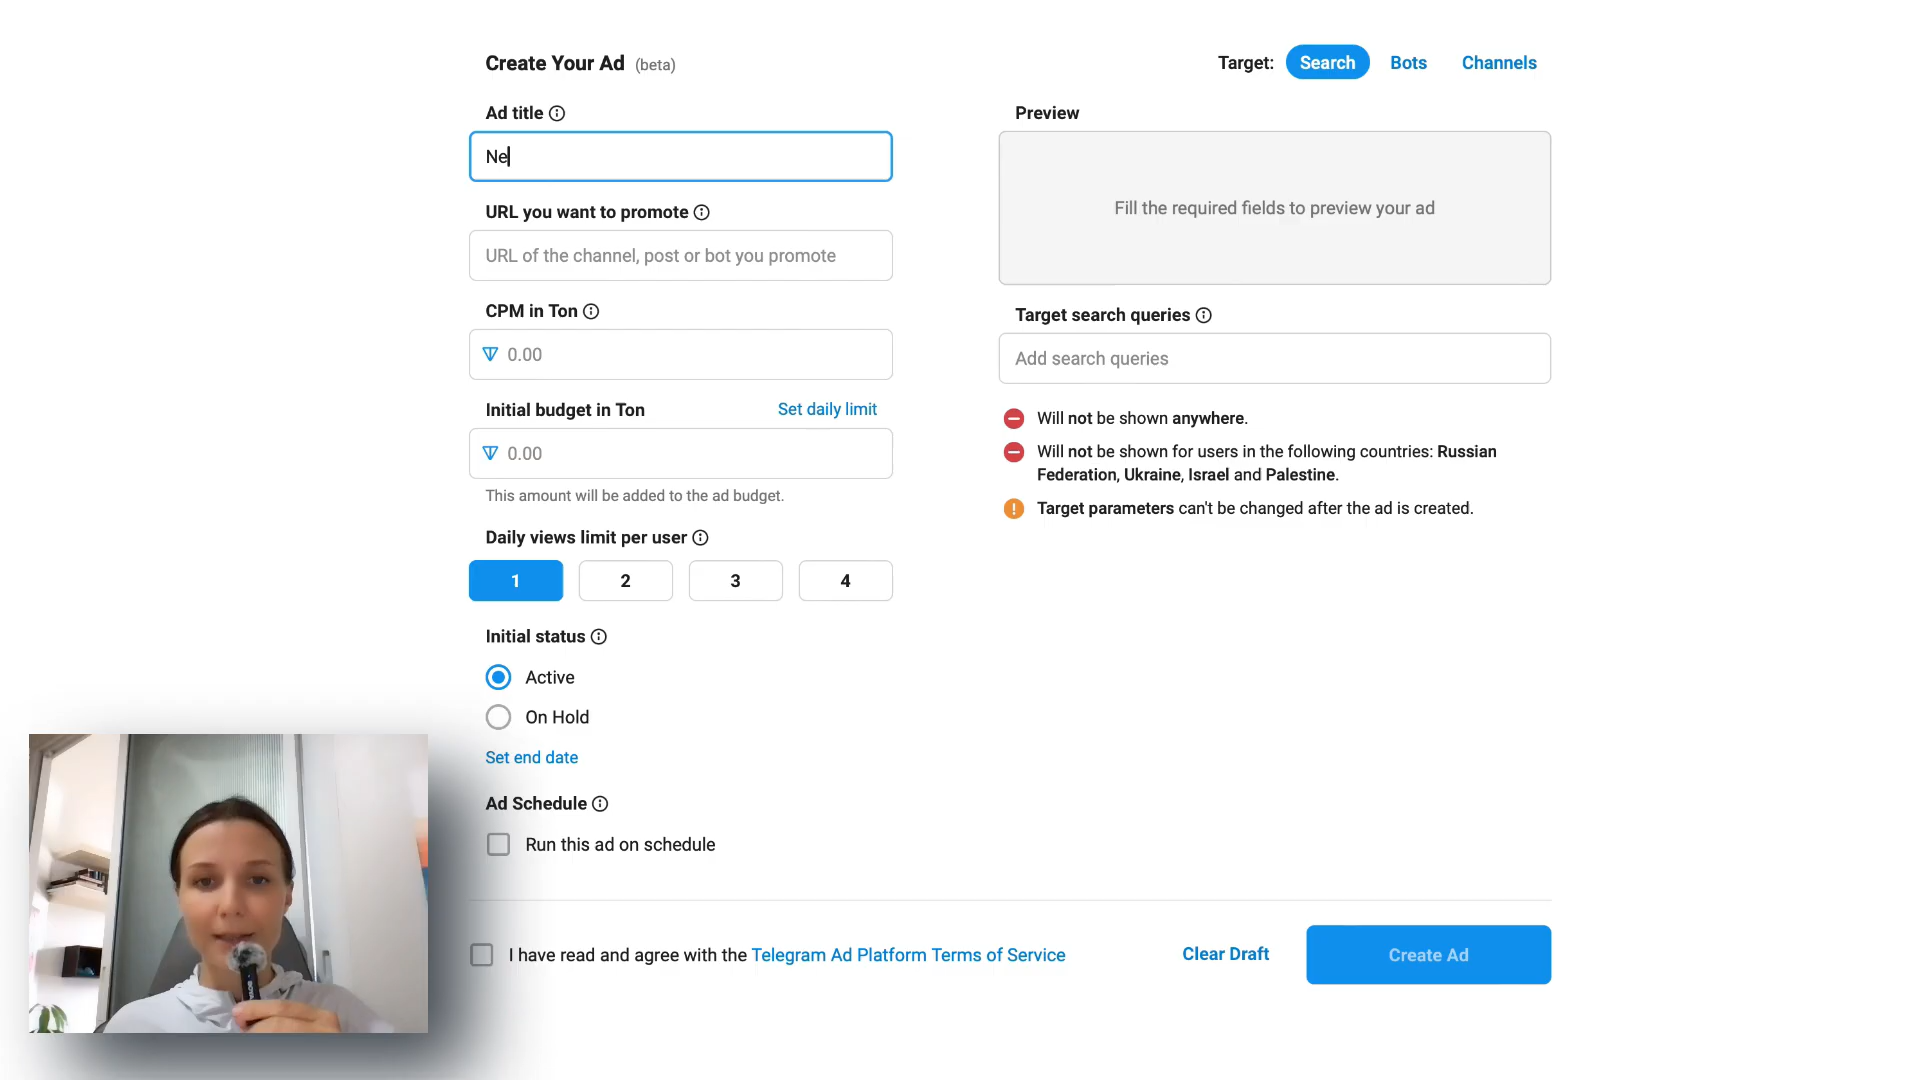 Create Your Ad (beta)
Target: Search Bots Channels
Ad title
Ne
URL you want to promote
URL of the channel, post or bot you promote
CPM in Ton
0.00
Initial budget in Ton Set daily limit
0.00
This amount will be added to the ad budget.
Daily views limit per user
1 2 3 4
Initial status
Active
On Hold
Set end date
Ad Schedule
Run this ad on schedule
Preview
Fill the required fields to preview your ad
Target search queries
Add search queries
Will not be shown anywhere.
Will not be shown for users in the following countries: Russian
Federation, Ukraine, Israel and Palestine.
Target parameters can't be changed after the ad is created.
I have read and agree with the Telegram Ad Platform Terms of Service
Clear Draft
Create Ad